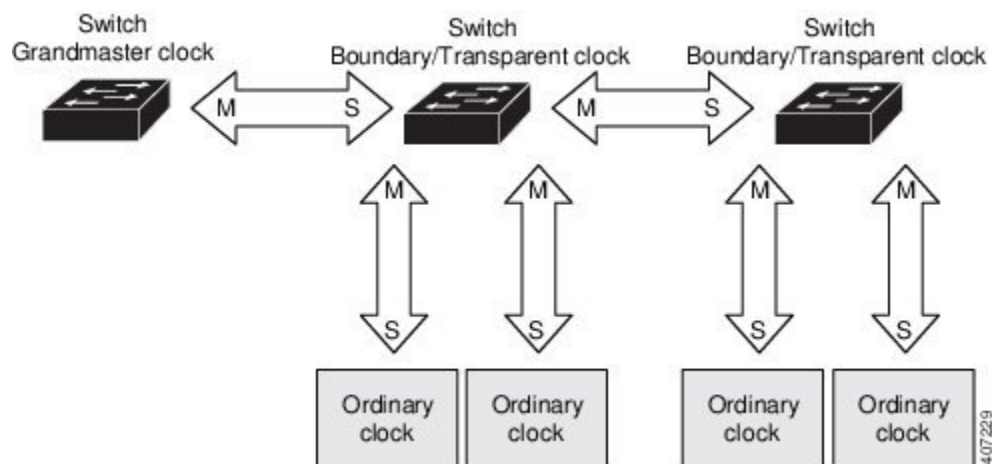 Switch
Grandmaster clock
Switch
Boundary/Transparent clock
Switch
Boundary/Transparent clock
M S M S
M M M M
S S S S
Ordinary
clock
Ordinary
clock
Ordinary
clock
Ordinary
clock
407229